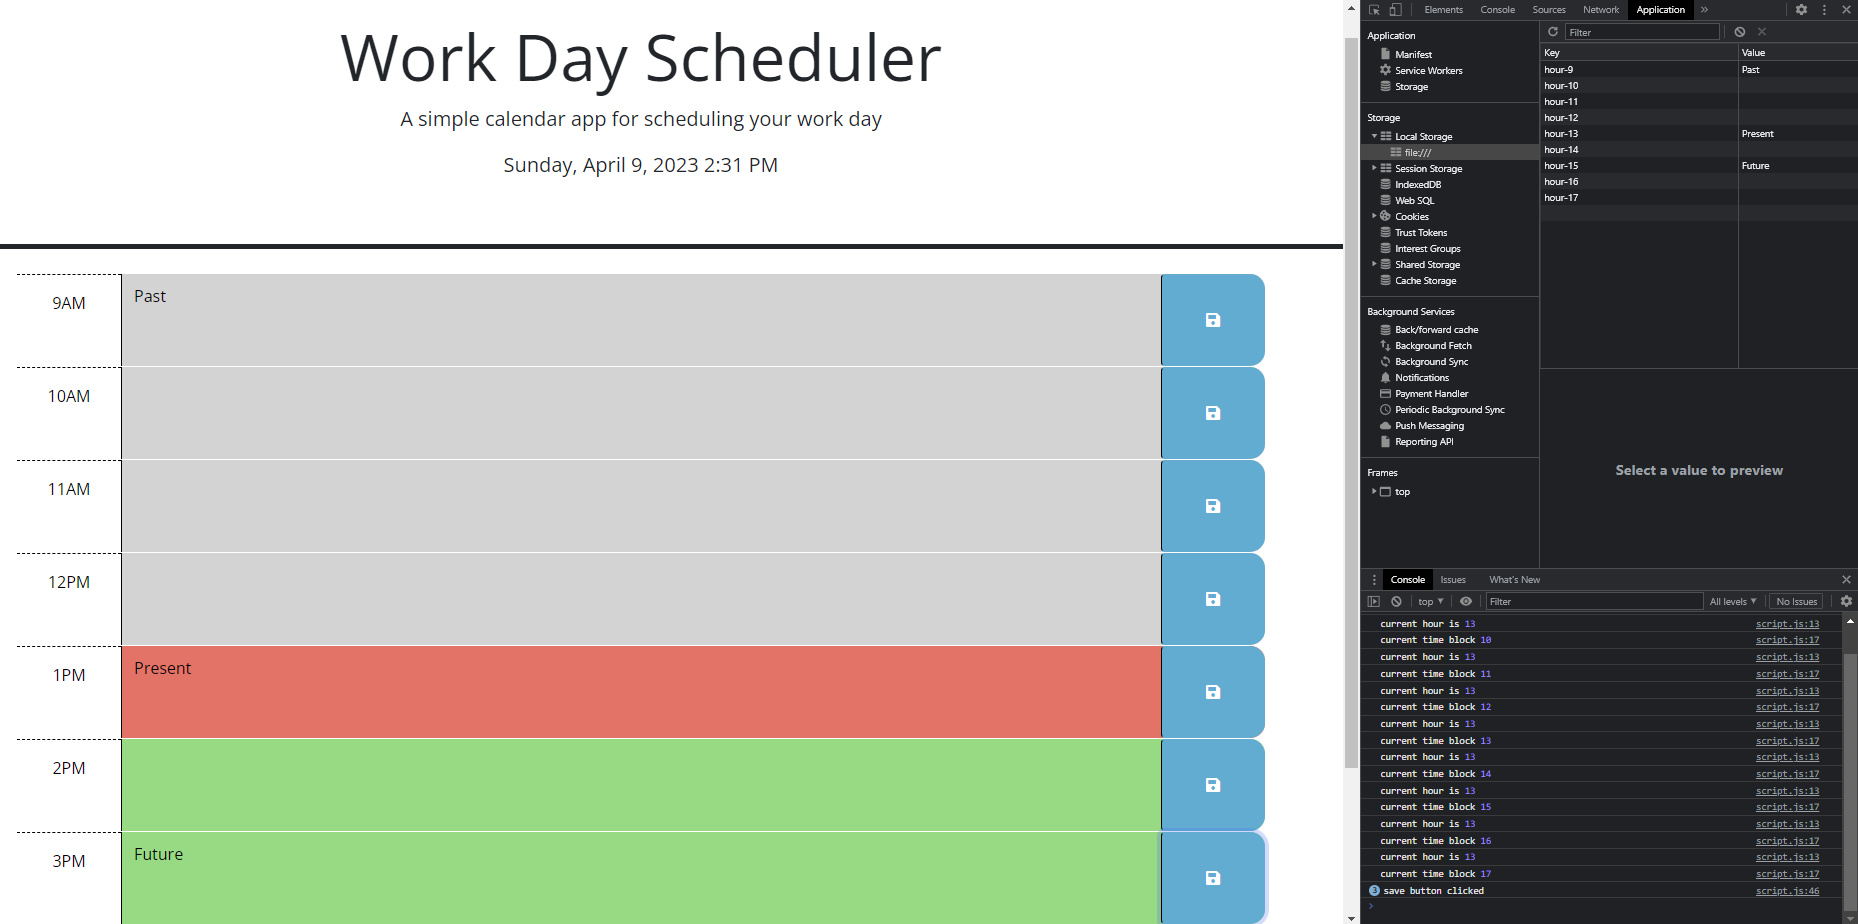 Work Day Scheduler
A simple calendar app for scheduling your work day
Sunday, April 9, 2023 2:31 PM
9AM Past
10AM
11AM
12PM
1PM Present
2PM
3PM Future
Elements Console Sources Network Application »
Application
Manifest
Service Workers
Storage
Storage
Local Storage
file:///
Session Storage
IndexedDB
Web SQL
Cookies
Trust Tokens
Interest Groups
Shared Storage
Cache Storage
Background Services
Back/forward cache
Background Fetch
Background Sync
Notifications
Payment Handler
Periodic Background Sync
Push Messaging
Reporting API
Frames
top
Filter
Key Value
hour-9 Past
hour-10
hour-11
hour-12
hour-13 Present
hour-14
hour-15 Future
hour-16
hour-17
Select a value to preview
Console Issues What's New
top Filter All levels No Issues
current hour is 13 script.js:13
current time block 10 script.js:17
current hour is 13 script.js:13
current time block 11 script.js:17
current hour is 13 script.js:13
current time block 12 script.js:17
current hour is 13 script.js:13
current time block 13 script.js:17
current hour is 13 script.js:13
current time block 14 script.js:17
current hour is 13 script.js:13
current time block 15 script.js:17
current hour is 13 script.js:13
current time block 16 script.js:17
current hour is 13 script.js:13
current time block 17 script.js:17
3 save button clicked script.js:46